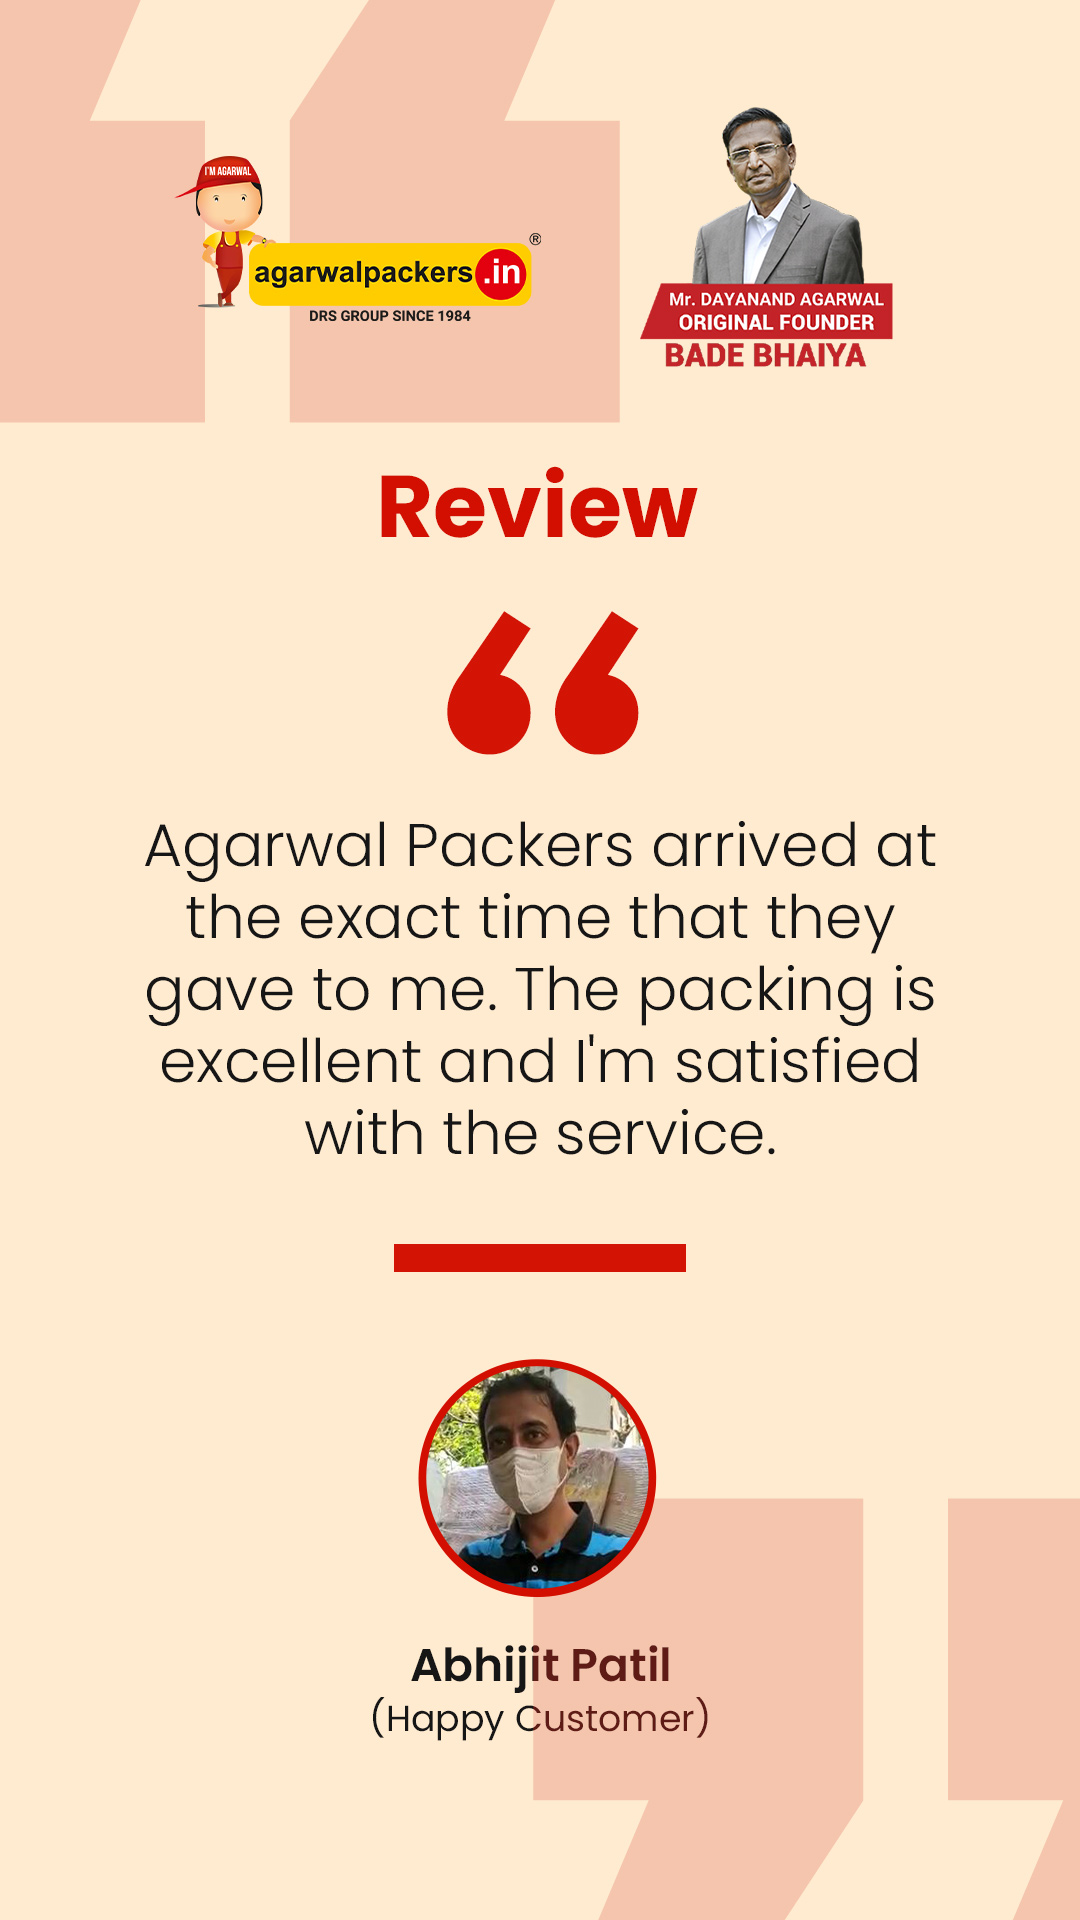 I'M AGARWAL
agarwalpackers.in®
DRS GROUP SINCE 1984
Mr. DAYANAND AGARWAL
ORIGINAL FOUNDER
BADE BHAIYA
Review
“
Agarwal Packers arrived at
the exact time that they
gave to me. The packing is
excellent and I'm satisfied
with the service.
Abhijit Patil
(Happy Customer)